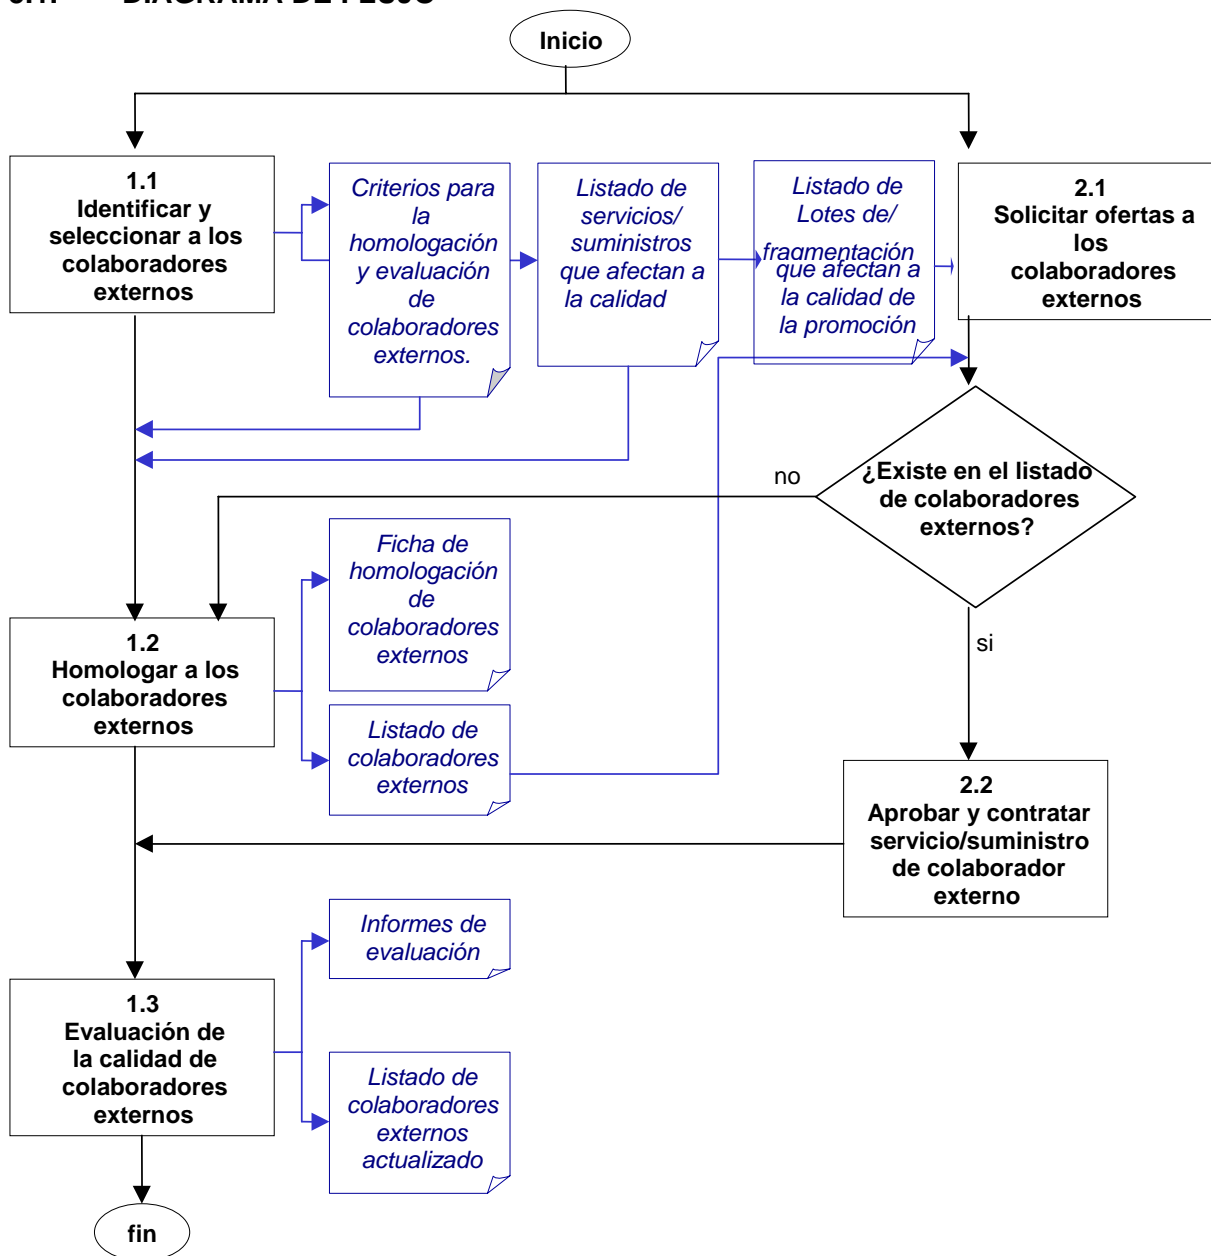 DIAGRAMA DE FLUJO
Inicio
1.1
Identificar y
seleccionar a los
colaboradores
externos
Criterios para
la
homologación
y evaluación
de
colaboradores
externos.
Listado de
servicios/
suministros
que afectan a
la calidad
Listado de
Lotes de/
fragmentación
que afectan a
la calidad de
la promoción
2.1
Solicitar ofertas a
los
colaboradores
externos
¿Existe en el listado
de colaboradores
externos?
no
si
Ficha de
homologación
de
colaboradores
externos
1.2
Homologar a los
colaboradores
externos
Listado de
colaboradores
externos
2.2
Aprobar y contratar
servicio/suministro
de colaborador
externo
Informes de
evaluación
1.3
Evaluación de
la calidad de
colaboradores
externos
Listado de
colaboradores
externos
actualizado
fin